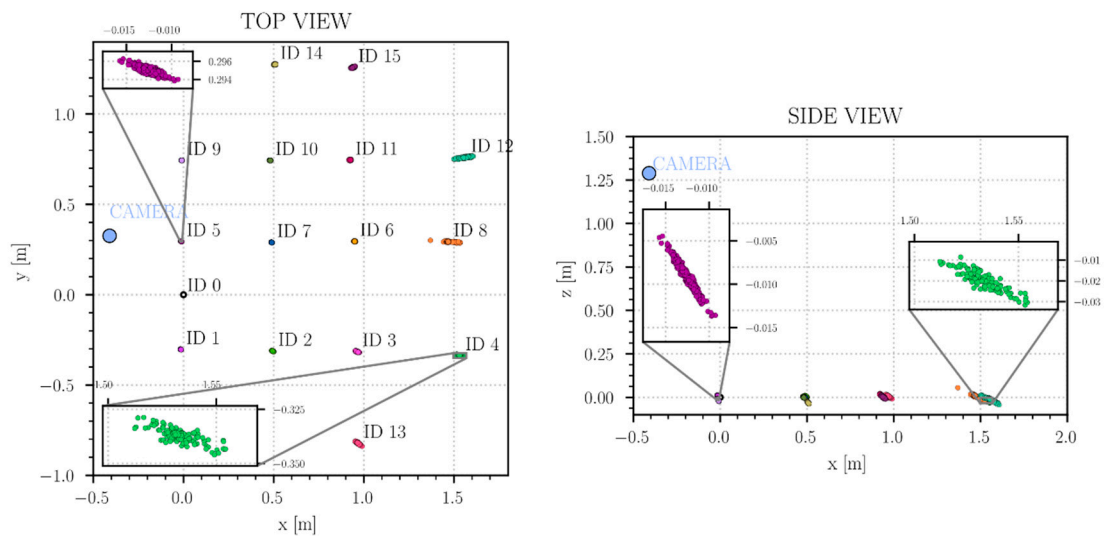 TOP VIEW
−0.015 −0.010
0.296
0.294
ID 14
ID 15
ID 9
ID 10
ID 11
ID 12
CAMERA
ID 5
ID 7
ID 6
ID 8
ID 0
ID 1
ID 2
ID 3
ID 4
1.50 1.55
−0.325
−0.350
ID 13
1.0
0.5
0.0
−0.5
−1.0
y [m]
−0.5 0.0 0.5 1.0 1.5
x [m]
SIDE VIEW
CAMERA
−0.015 −0.010
−0.005
−0.010
−0.015
1.50 1.55
−0.01
−0.02
−0.03
1.50
1.25
1.00
0.75
0.50
0.25
0.00
z [m]
−0.5 0.0 0.5 1.0 1.5 2.0
x [m]